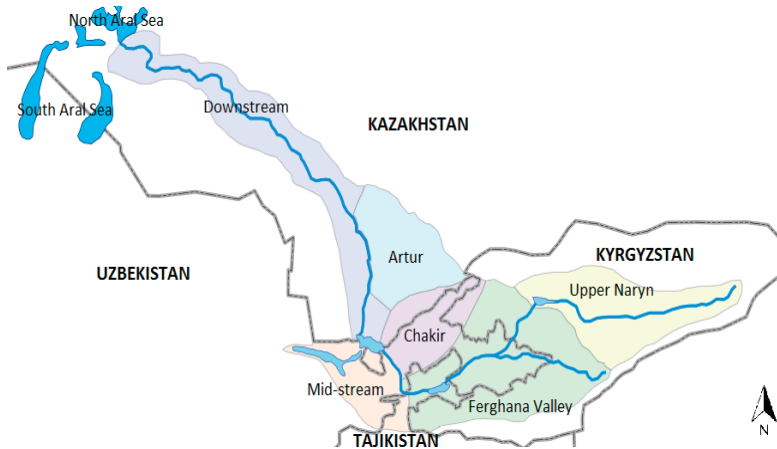 North Aral Sea
South Aral Sea
Downstream
KAZAKHSTAN
UZBEKISTAN
Artur
KYRGYZSTAN
Upper Naryn
Chakir
Mid-stream
Ferghana Valley
TAJIKISTAN
N